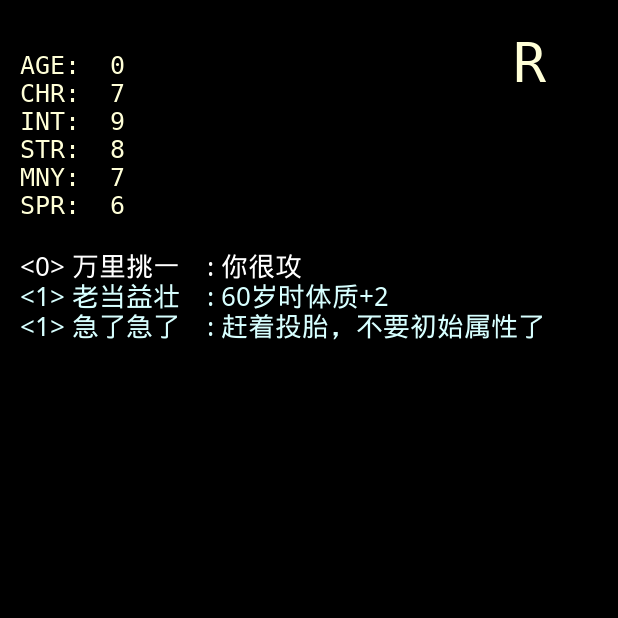 R
AGE: 0
CHR: 7
INT: 9
STR: 8
MNY: 7
SPR: 6
<0> 万里挑一 : 你很攻
<1> 老当益壮 : 60岁时体质+2
<1> 急了急了 : 赶着投胎，不要初始属性了